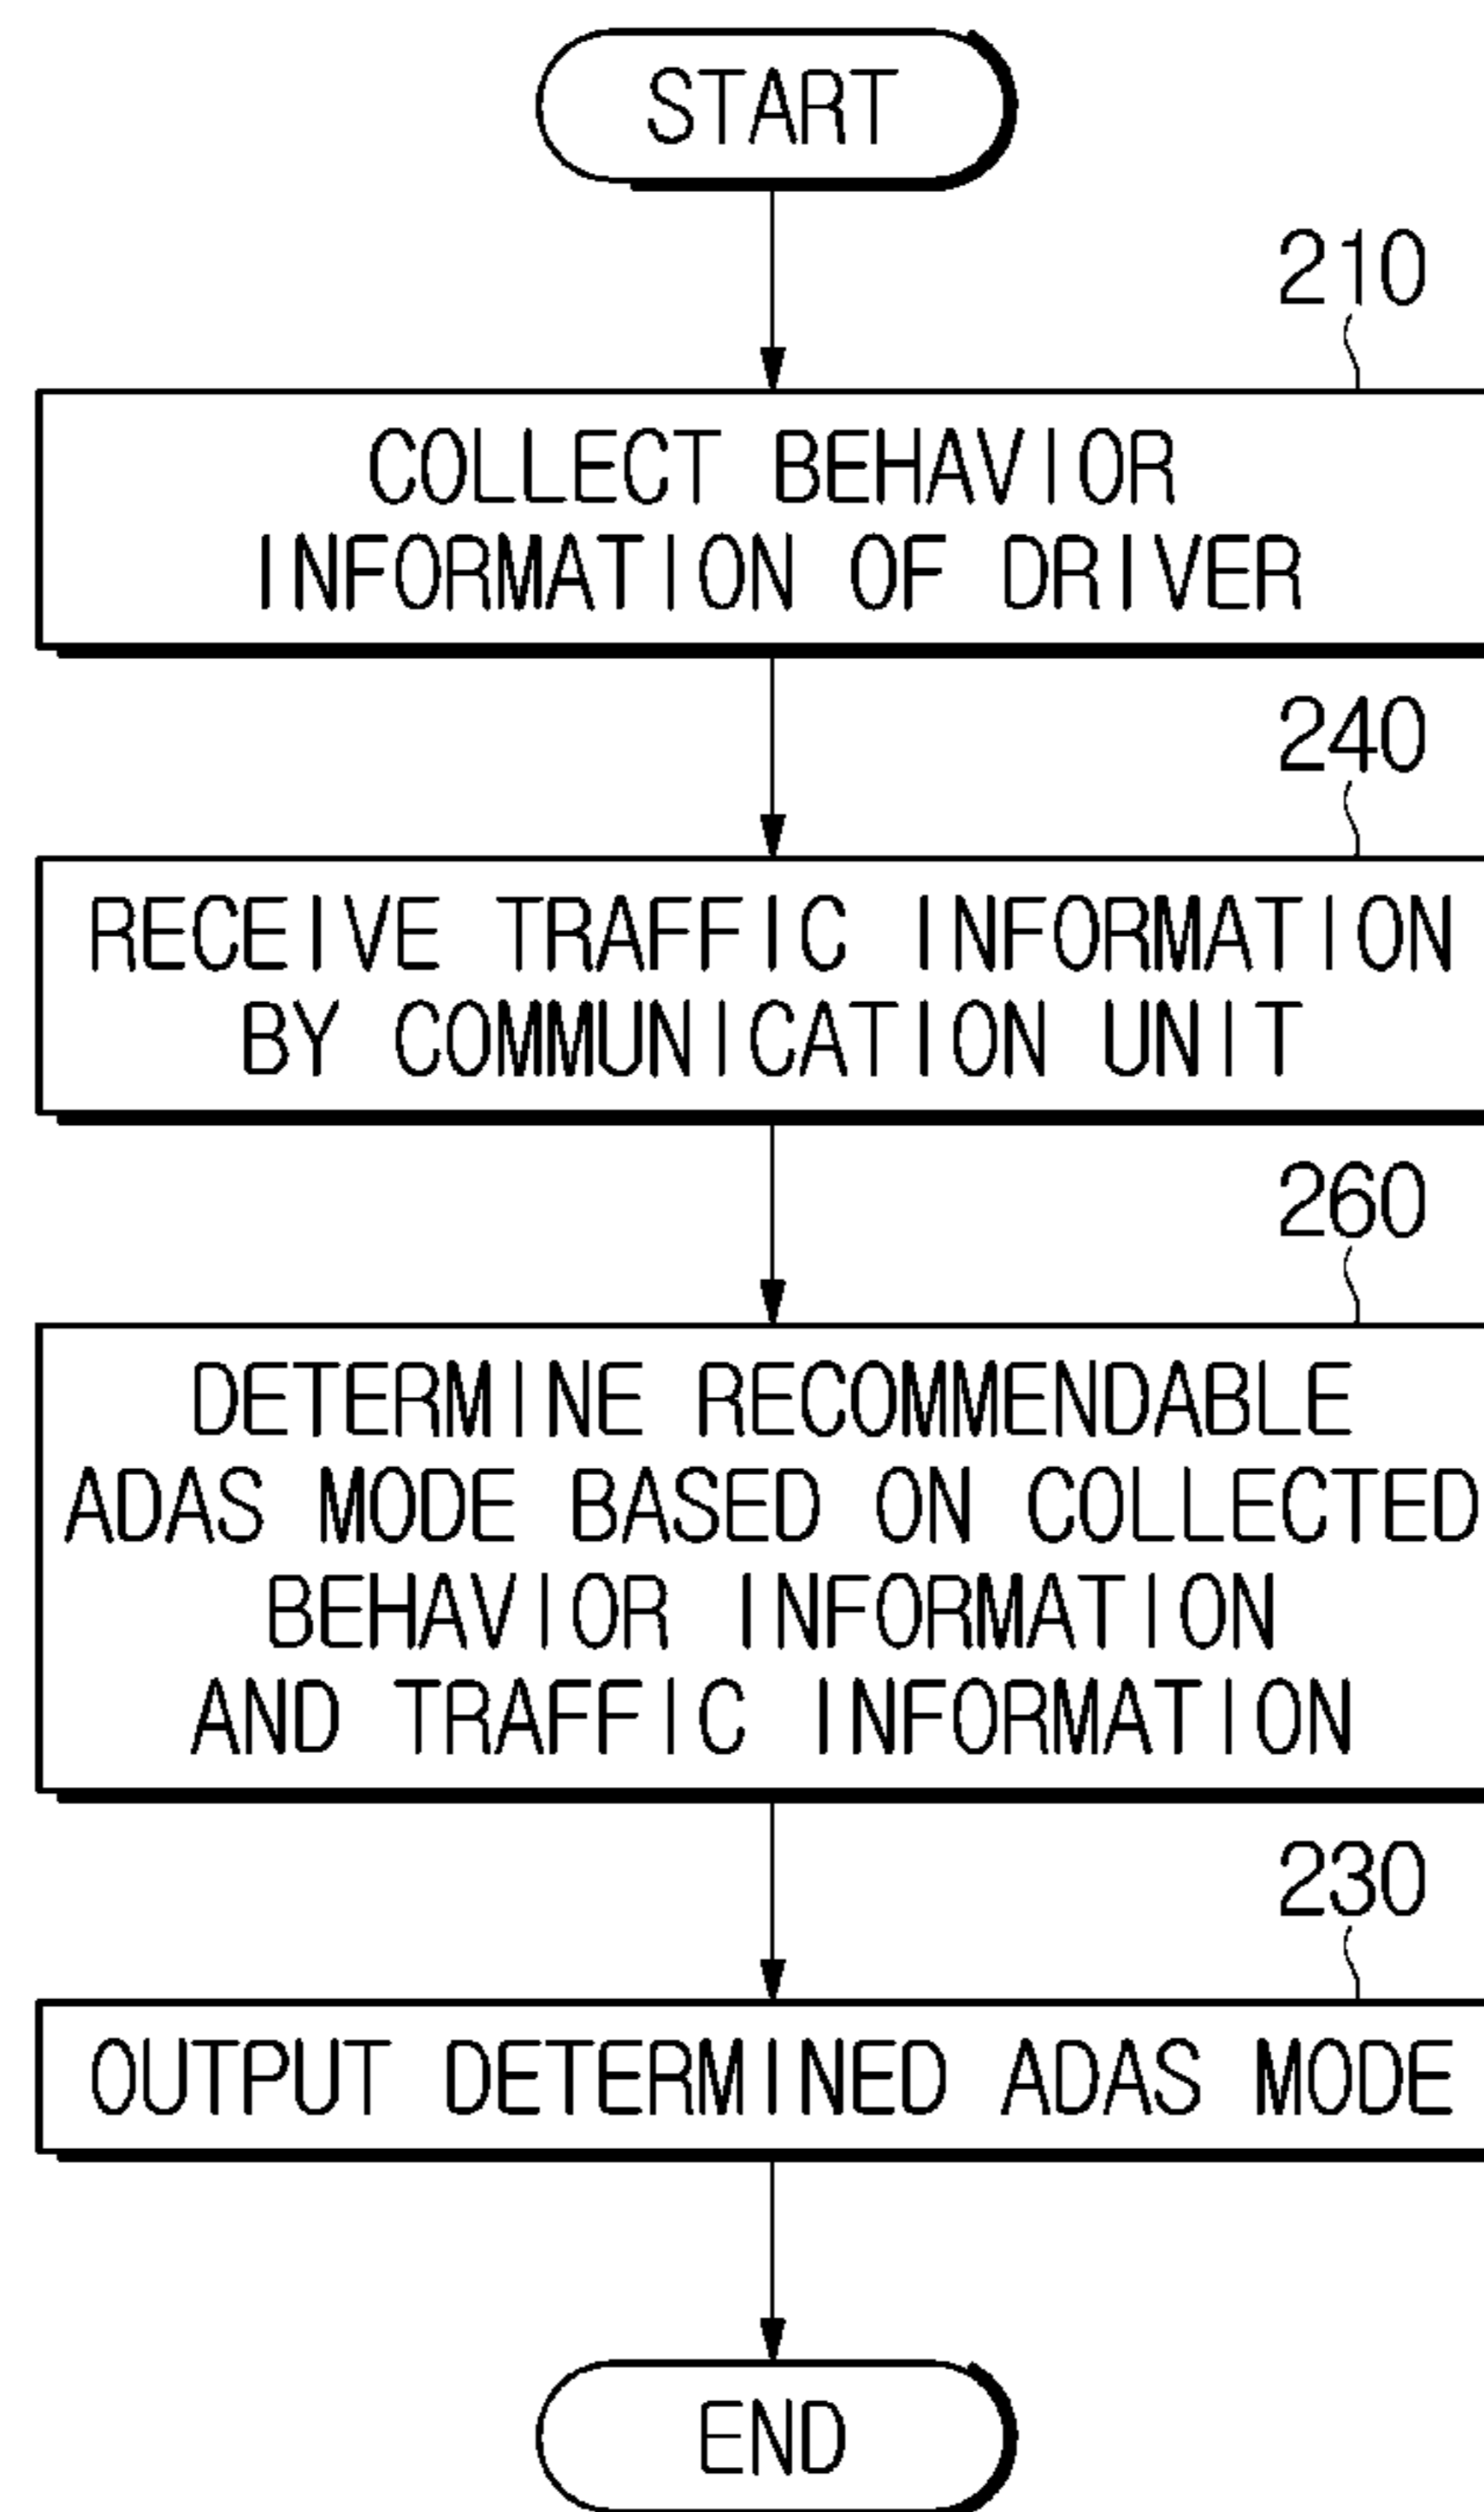 START
210
COLLECT BEHAVIOR
INFORMATION OF DRIVER
240
RECEIVE TRAFFIC INFORMATION
BY COMMUNICATION UNIT
260
DETERMINE RECOMMENDABLE
ADAS MODE BASED ON COLLECTED
BEHAVIOR INFORMATION
AND TRAFFIC INFORMATION
230
OUTPUT DETERMINED ADAS MODE
END